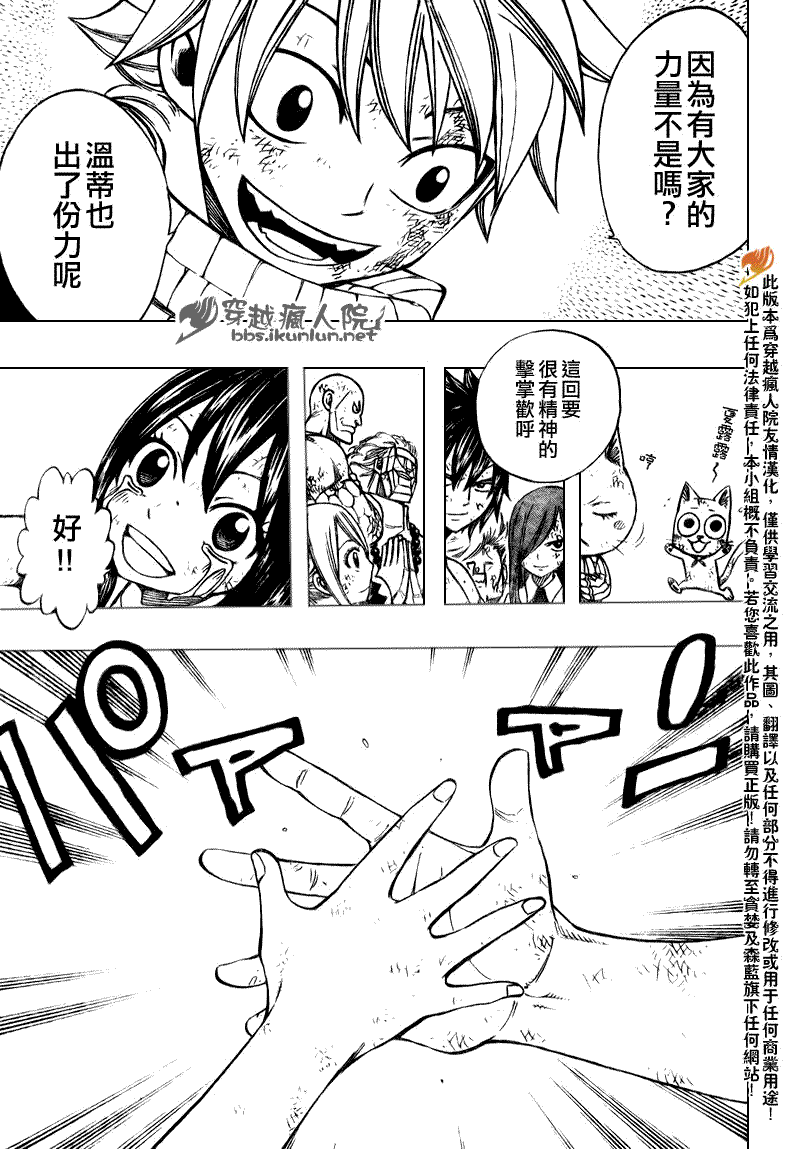 因為有大家的
力量不是嗎？
溫蒂也
出了份力呢
穿越瘋人院
bbs.ikunlun.net
夏露露～
哼
這回要
很有精神的
擊掌歡呼
好!!
パァァン
此版本爲穿越瘋人院友情漢化，僅供學習交流之用，其圖、翻譯以及任何部分不得進行修改或用于任何商業用途！
如犯上任何法律責任，本小組概不負責。若您喜歡此作品，請購買正版！請勿轉至貪婪及森藍旗下任何網站！